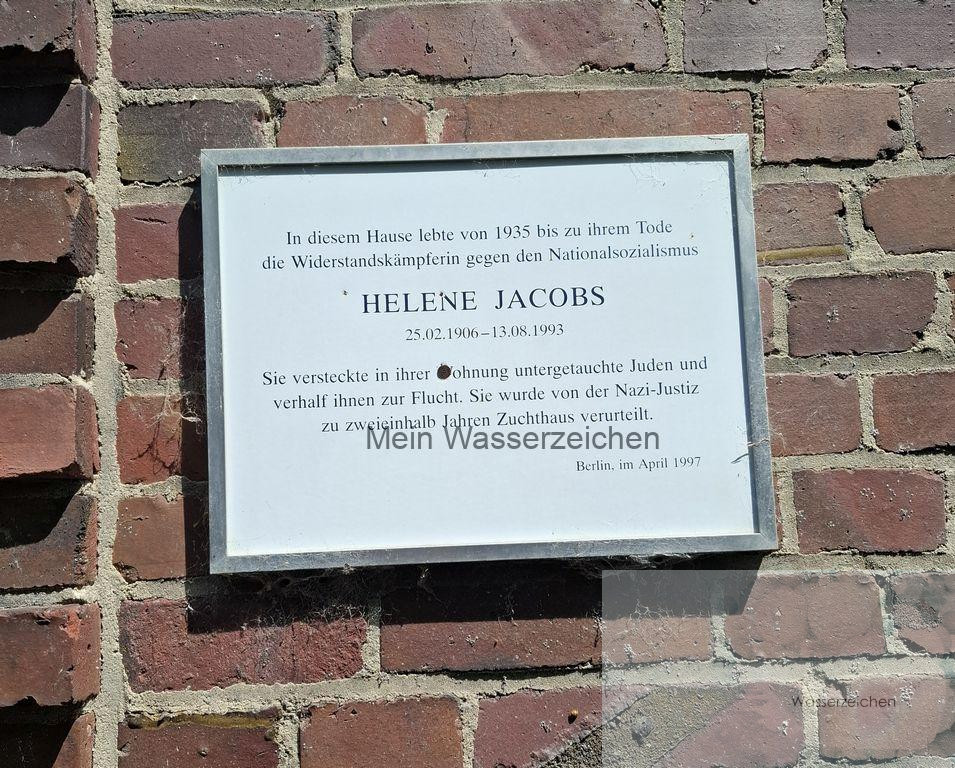 In diesem Hause lebte von 1935 bis zu ihrem Tode
die Widerstandskämpferin gegen den Nationalsozialismus
HELENE JACOBS
25.02.1906–13.08.1993
Sie versteckte in ihrer Wohnung untergetauchte Juden und
verhalf ihnen zur Flucht. Sie wurde von der Nazi-Justiz
zu zweieinhalb Jahren Zuchthaus verurteilt.
Mein Wasserzeichen
Berlin, im April 1997
Wasserzeichen